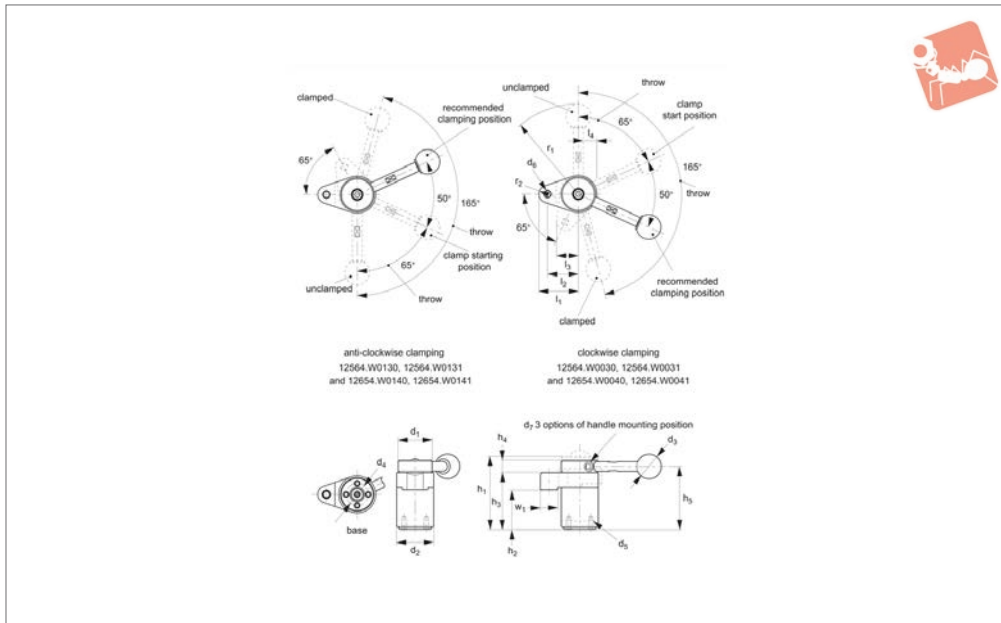 clamped
recommended
clamping position
65°
50°
165°
throw
clamp starting
position
65°
unclamped
throw
unclamped
throw
clamp
start position
65°
l4
r1
d6
165°
r2
throw
50°
65°
l3
l2
l1
recommended
clamping position
clamped
anti-clockwise clamping
12564.W0130, 12564.W0131
and 12654.W0140, 12654.W0141
clockwise clamping
12564.W0030, 12564.W0031
and 12654.W0040, 12654.W0041
d1
d4
base
d2
d7 3 options of handle mounting position
d3
h4
h1
h3
w1
h5
h2
d5